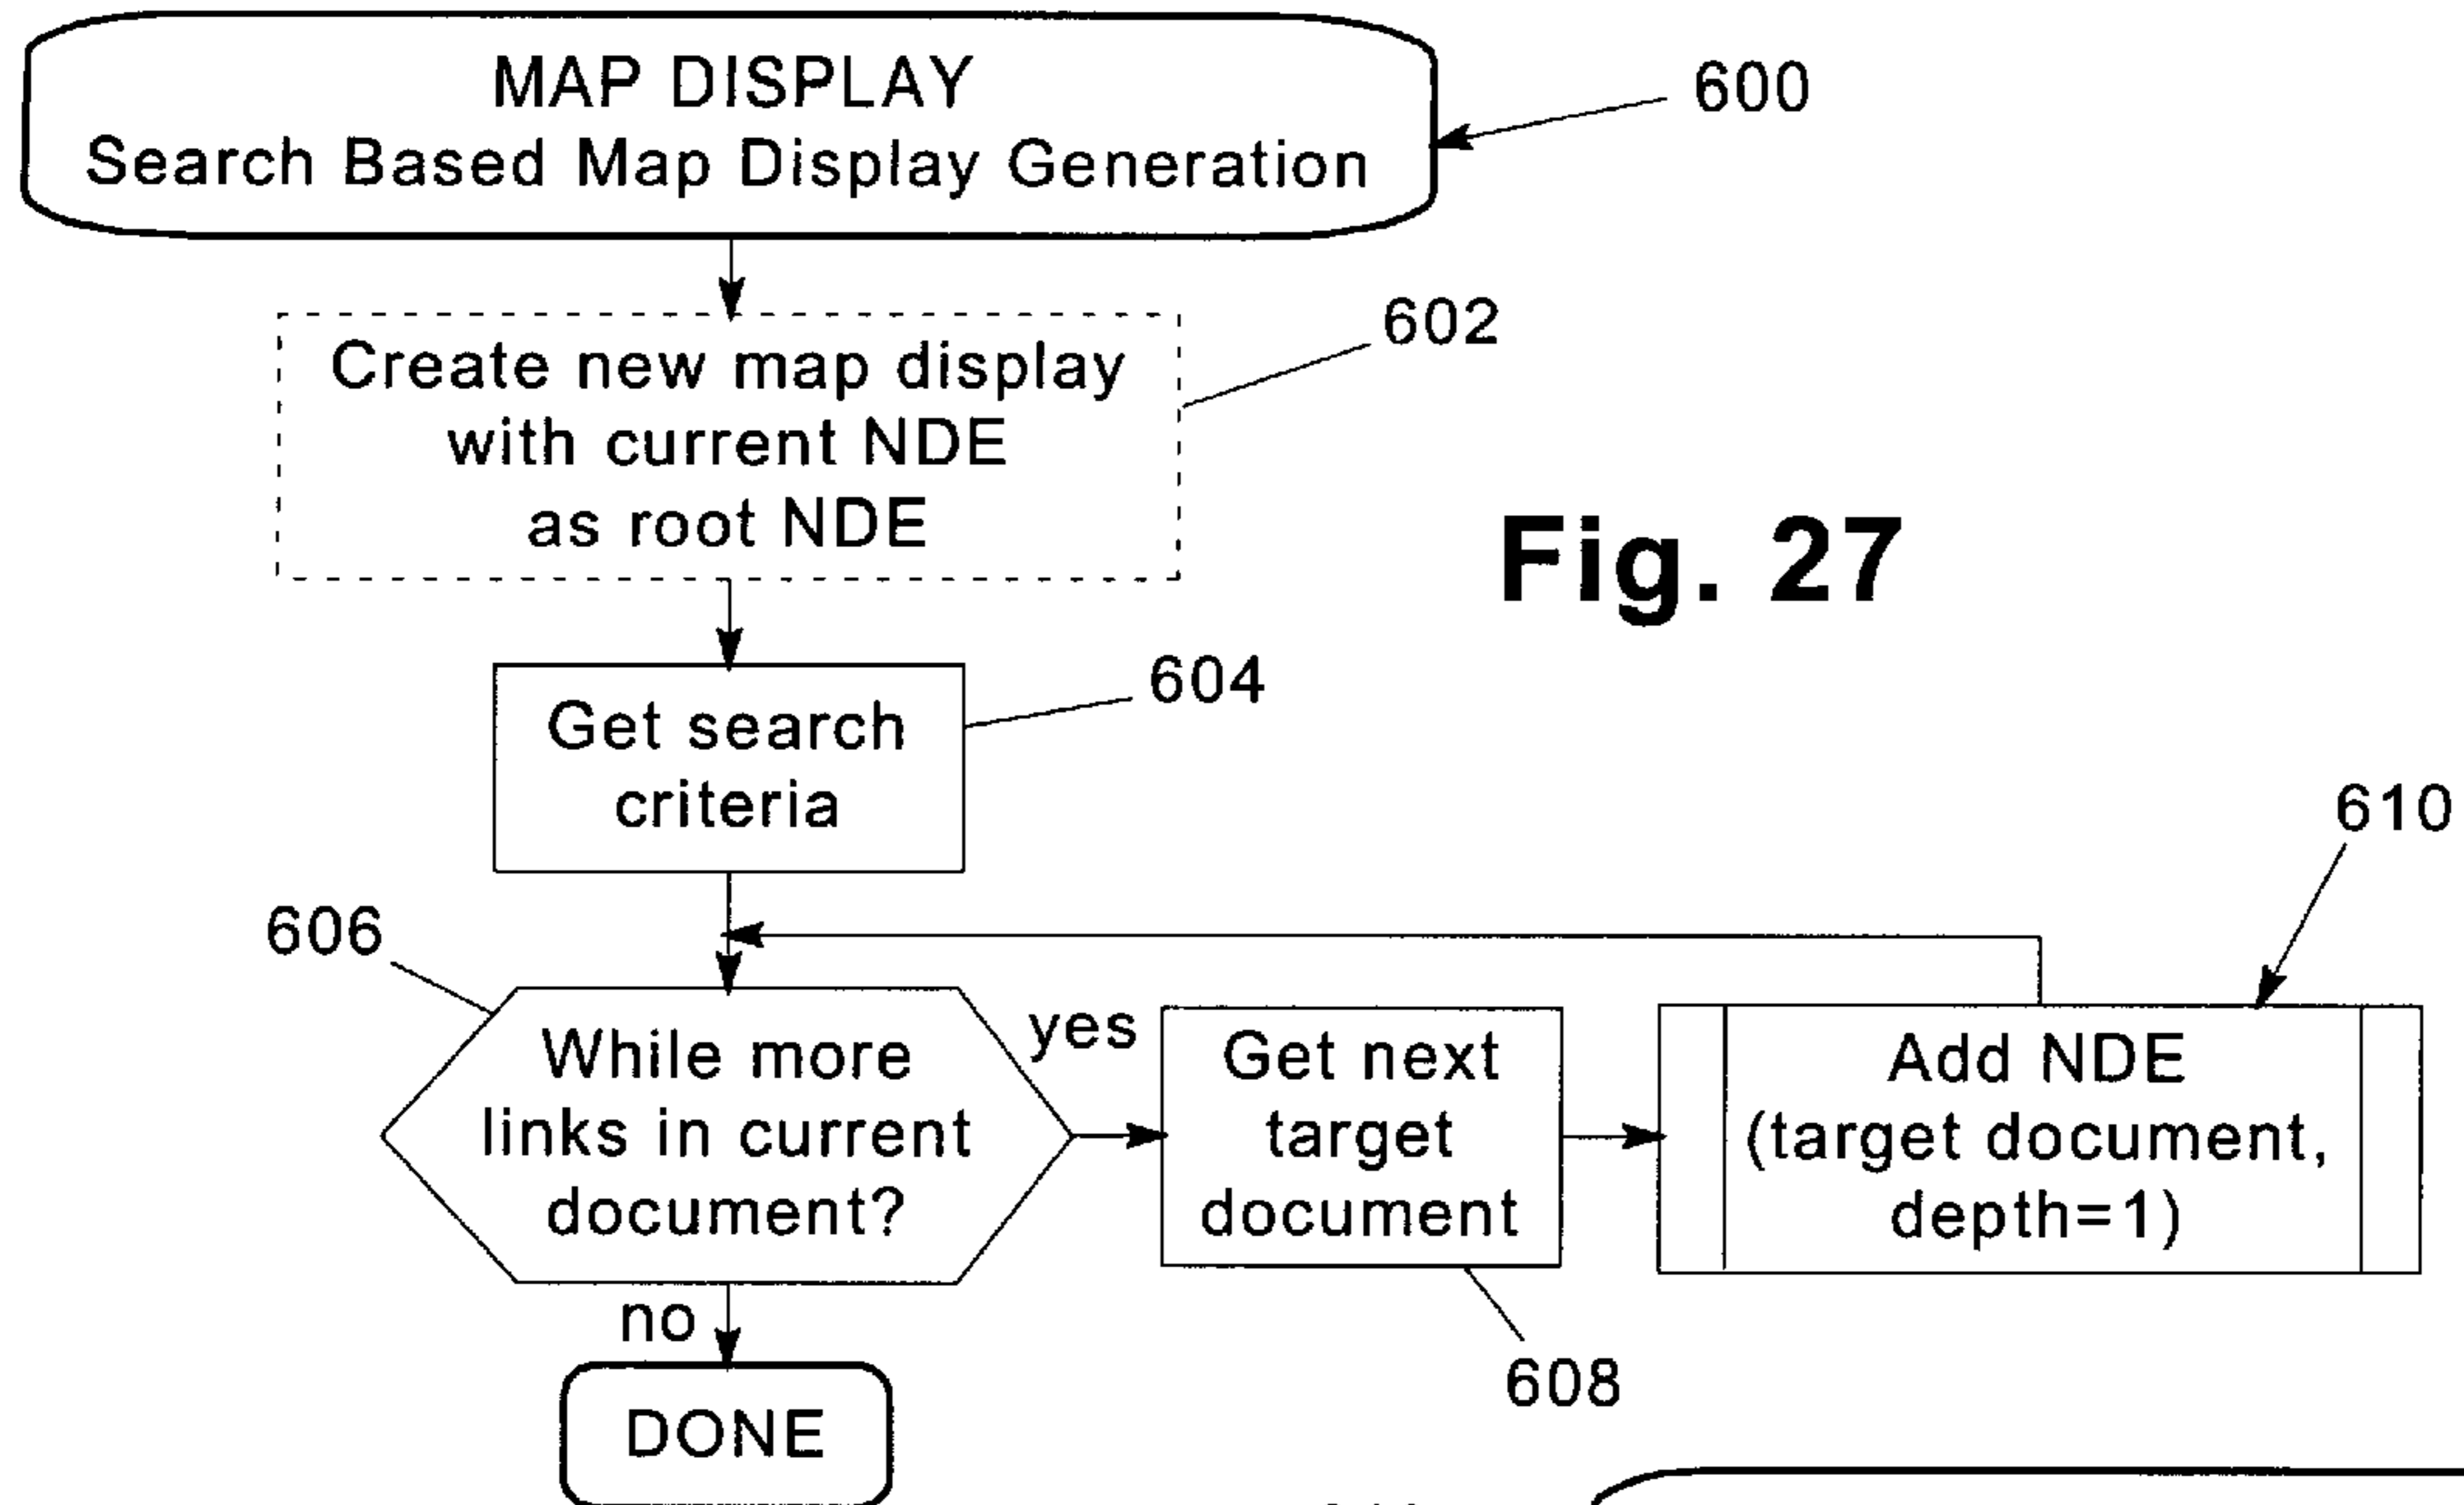 MAP DISPLAY
Search Based Map Display Generation
600
Create new map display
with current NDE
as root NDE
602
Fig. 27
Get search
criteria
604
606
610
While more
links in current
document?
yes
Get next
target
document
Add NDE
(target document,
depth=1)
no
608
DONE